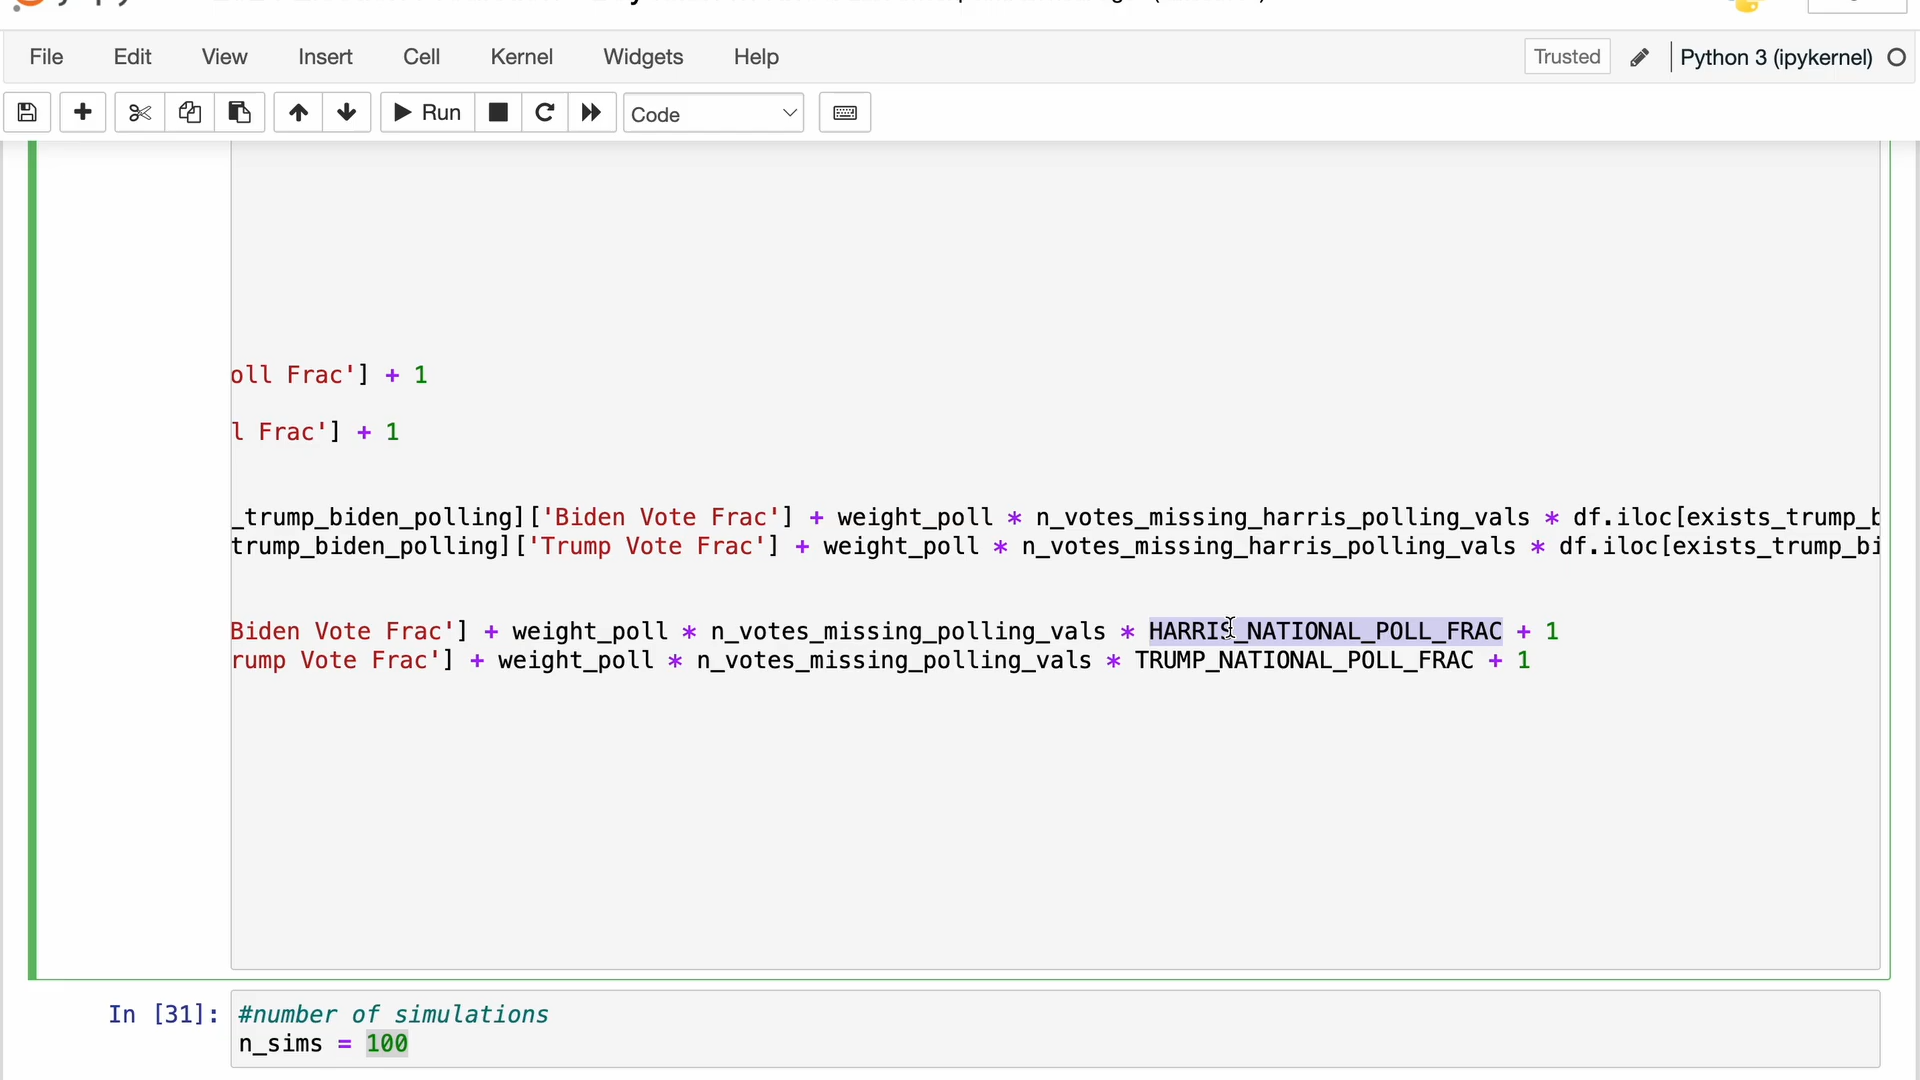 File Edit View Insert Cell Kernel Widgets Help Trusted Python 3 (ipykernel)
Run Code
oll Frac'] + 1
l Frac'] + 1
_trump_biden_polling]['Biden Vote Frac'] + weight_poll * n_votes_missing_harris_polling_vals * df.iloc[exists_trump_b
trump_biden_polling]['Trump Vote Frac'] + weight_poll * n_votes_missing_harris_polling_vals * df.iloc[exists_trump_bi
Biden Vote Frac'] + weight_poll * n_votes_missing_polling_vals * HARRIS_NATIONAL_POLL_FRAC + 1
rump Vote Frac'] + weight_poll * n_votes_missing_polling_vals * TRUMP_NATIONAL_POLL_FRAC + 1
In [31]: #number of simulations
n_sims = 100